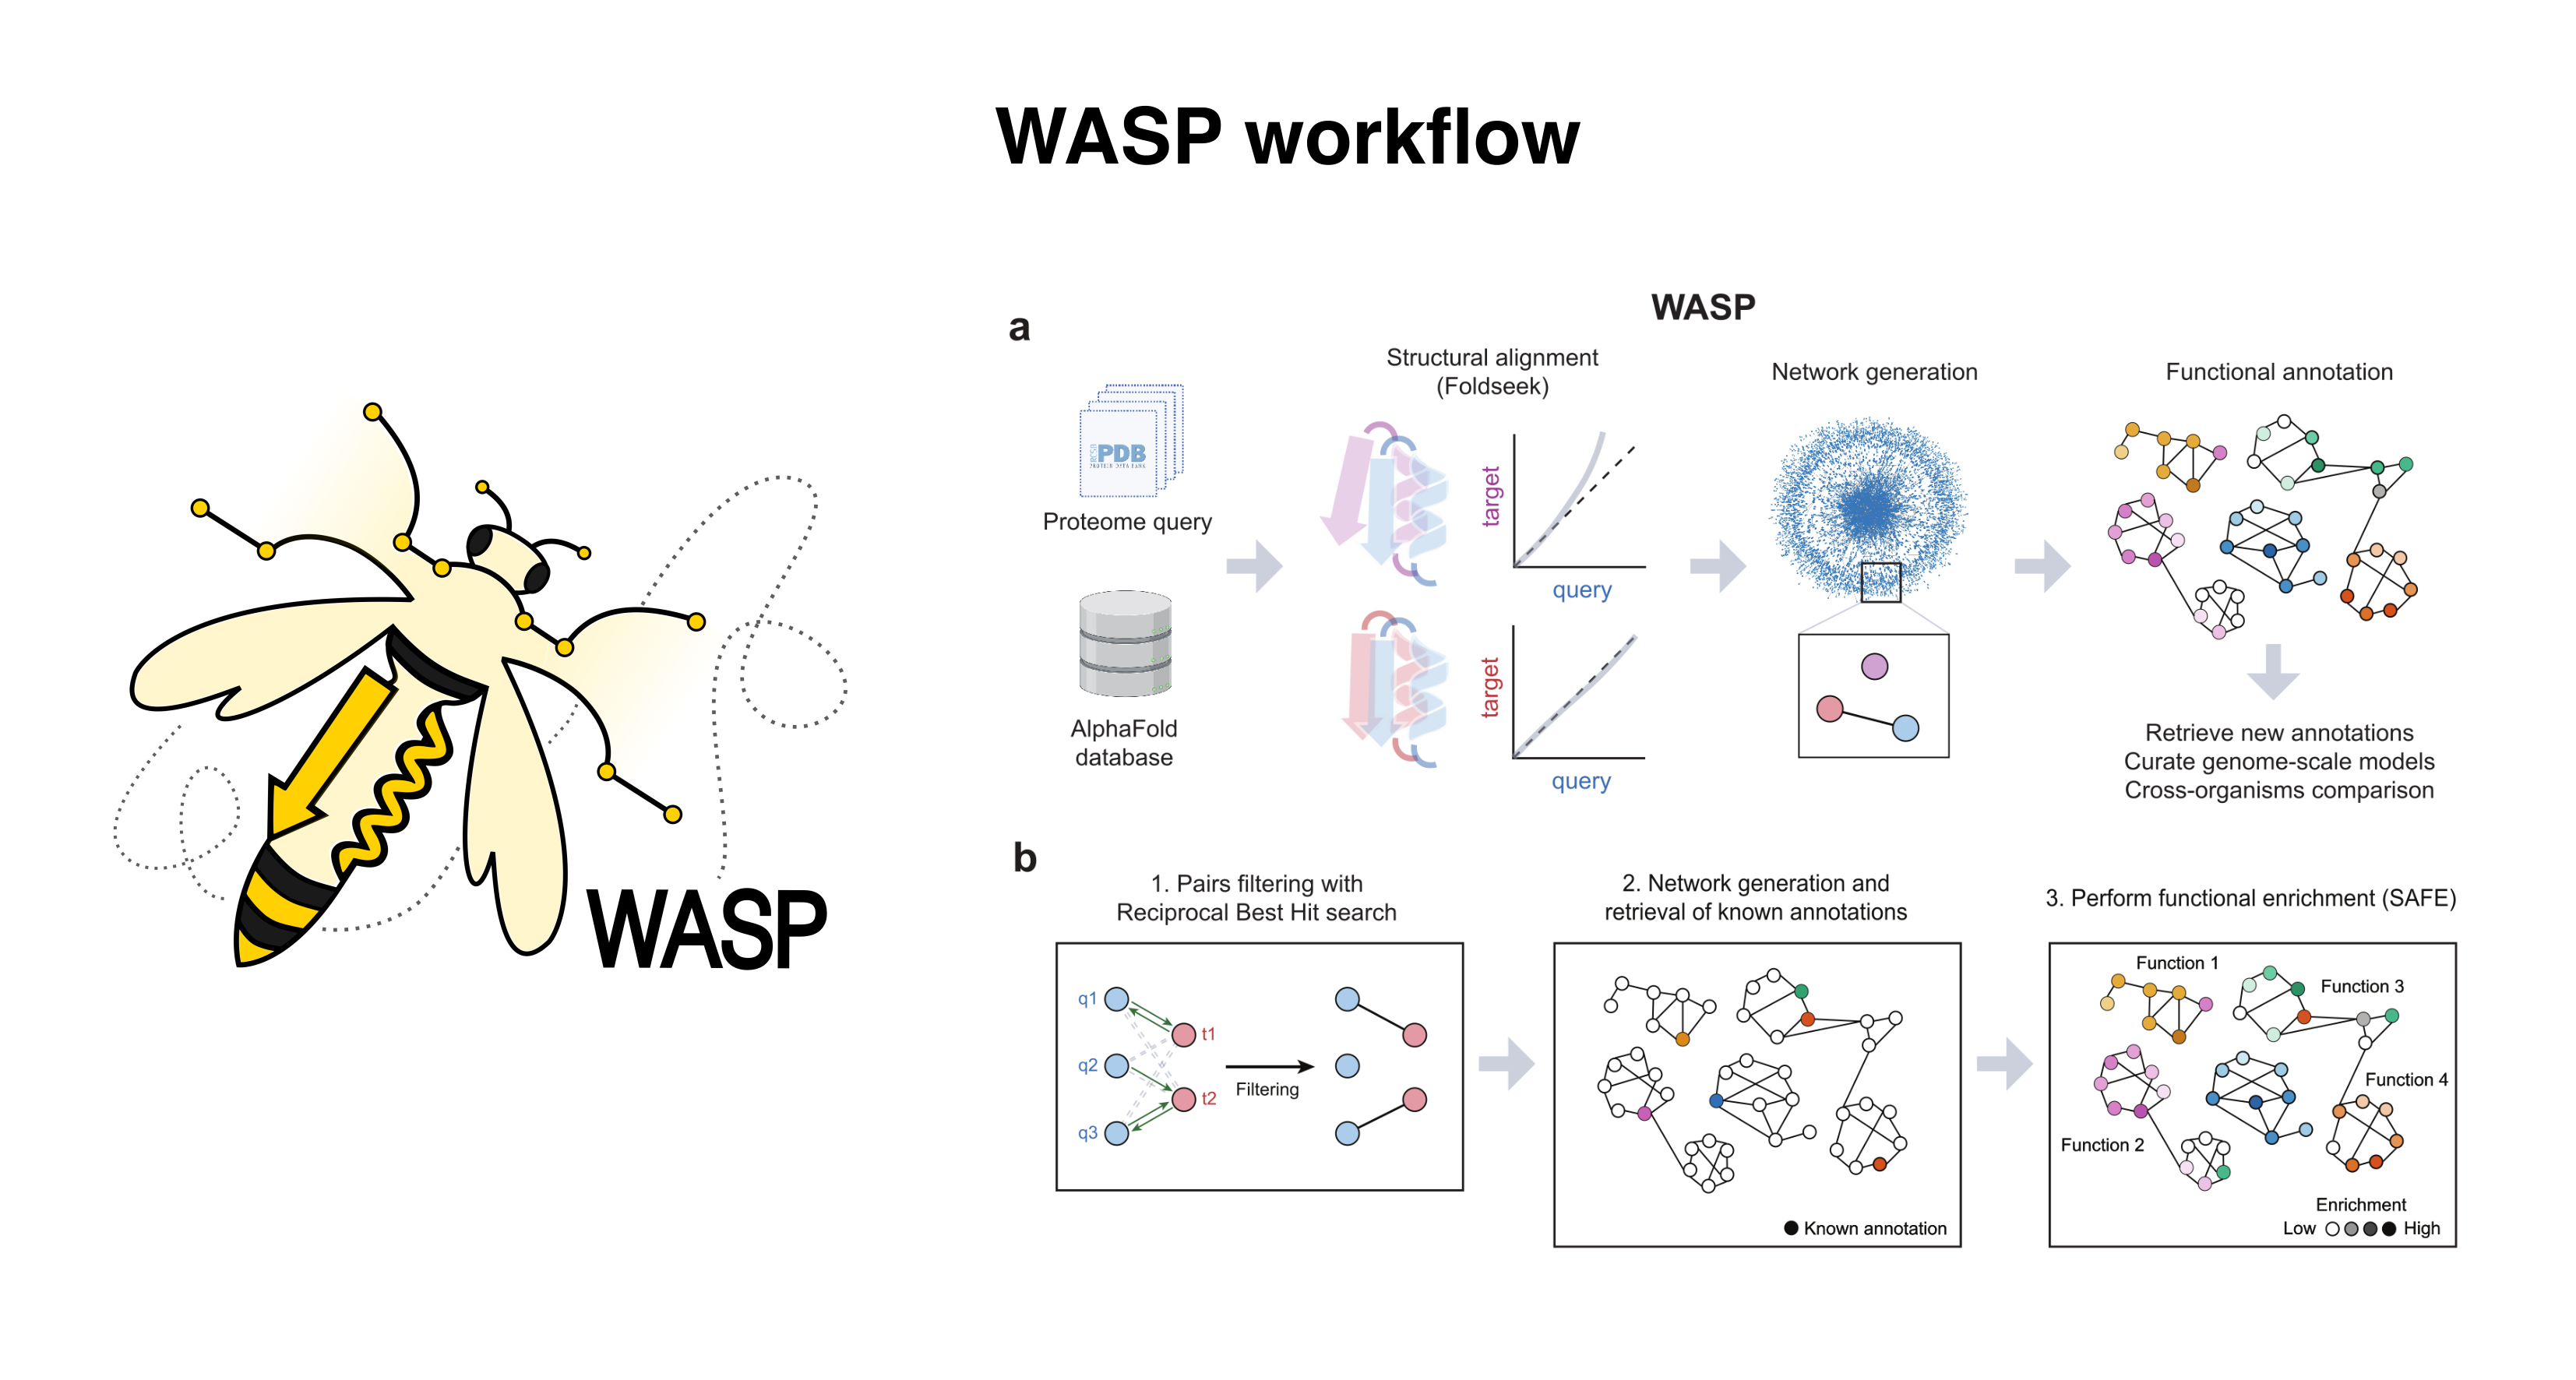 WASP workflow
WASP
WASP
a
Proteome query
PDB
PROTEIN DATA BANK
AlphaFold
database
Structural alignment
(Foldseek)
target
query
target
query
Network generation
Functional annotation
Retrieve new annotations
Curate genome-scale models
Cross-organisms comparison
b
1. Pairs filtering with
Reciprocal Best Hit search
q1
t1
q2
t2
q3
Filtering
2. Network generation and
retrieval of known annotations
Known annotation
3. Perform functional enrichment (SAFE)
Function 1
Function 3
Function 4
Function 2
Enrichment
Low
High